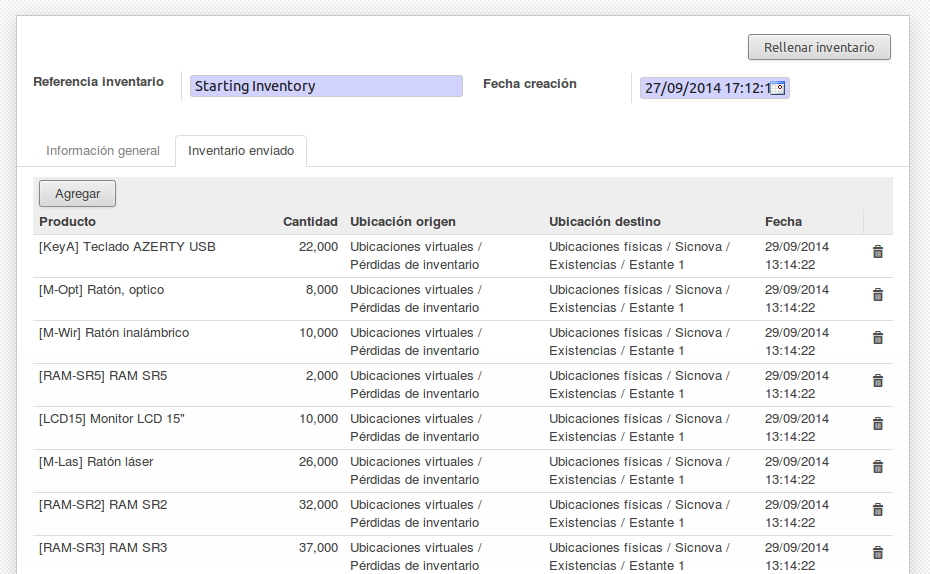 Rellenar inventario
Referencia inventario
Starting Inventory
Fecha creación
27/09/2014 17:12:1
Información general
Inventario enviado
Agregar
Producto Cantidad Ubicación origen Ubicación destino Fecha
[KeyA] Teclado AZERTY USB 22,000 Ubicaciones virtuales / Ubicaciones físicas / Sicnova / 29/09/2014
Pérdidas de inventario Existencias / Estante 1 13:14:22
[M-Opt] Ratón, optico 8,000 Ubicaciones virtuales / Ubicaciones físicas / Sicnova / 29/09/2014
Pérdidas de inventario Existencias / Estante 1 13:14:22
[M-Wir] Ratón inalámbrico 10,000 Ubicaciones virtuales / Ubicaciones físicas / Sicnova / 29/09/2014
Pérdidas de inventario Existencias / Estante 1 13:14:22
[RAM-SR5] RAM SR5 2,000 Ubicaciones virtuales / Ubicaciones físicas / Sicnova / 29/09/2014
Pérdidas de inventario Existencias / Estante 1 13:14:22
[LCD15] Monitor LCD 15" 10,000 Ubicaciones virtuales / Ubicaciones físicas / Sicnova / 29/09/2014
Pérdidas de inventario Existencias / Estante 1 13:14:22
[M-Las] Ratón láser 26,000 Ubicaciones virtuales / Ubicaciones físicas / Sicnova / 29/09/2014
Pérdidas de inventario Existencias / Estante 1 13:14:22
[RAM-SR2] RAM SR2 32,000 Ubicaciones virtuales / Ubicaciones físicas / Sicnova / 29/09/2014
Pérdidas de inventario Existencias / Estante 1 13:14:22
[RAM-SR3] RAM SR3 37,000 Ubicaciones virtuales / Ubicaciones físicas / Sicnova / 29/09/2014
Pérdidas de inventario Existencias / Estante 1 13:14:22